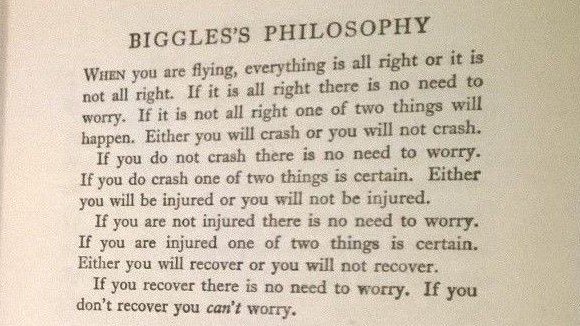 BIGGLES'S PHILOSOPHY
WHEN you are flying, everything is all right or it is
not all right. If it is all right there is no need to
worry. If it is not all right one of two things will
happen. Either you will crash or you will not crash.
If you do not crash there is no need to worry.
If you do crash one of two things is certain. Either
you will be injured or you will not be injured.
If you are not injured there is no need to worry.
If you are injured one of two things is certain.
Either you will recover or you will not recover.
If you recover there is no need to worry. If you
don't recover you can't worry.